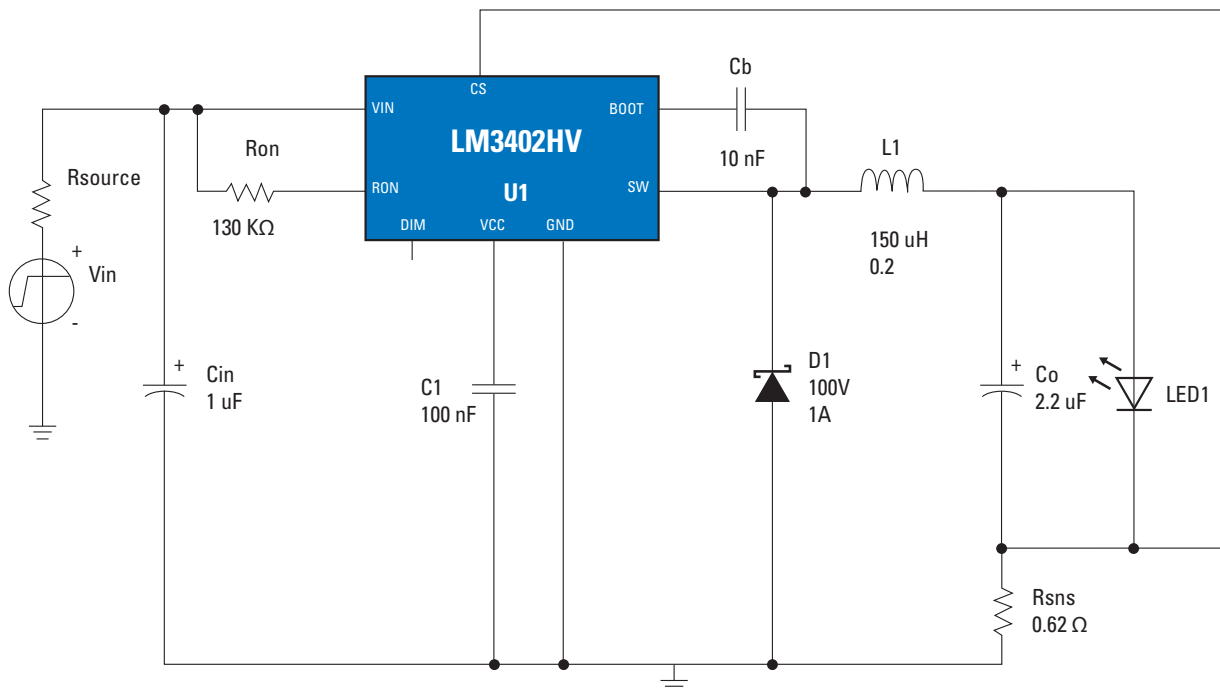 Cb
CS
VIN
BOOT
LM3402HV
Ron
10 nF
L1
Rsource
RON
U1
SW
130 KΩ
DIM
VCC
GND
150 uH
0.2
+
Vin
-
+
Cin
1 uF
C1
100 nF
D1
100V
1A
+
Co
2.2 uF
LED1
Rsns
0.62 Ω